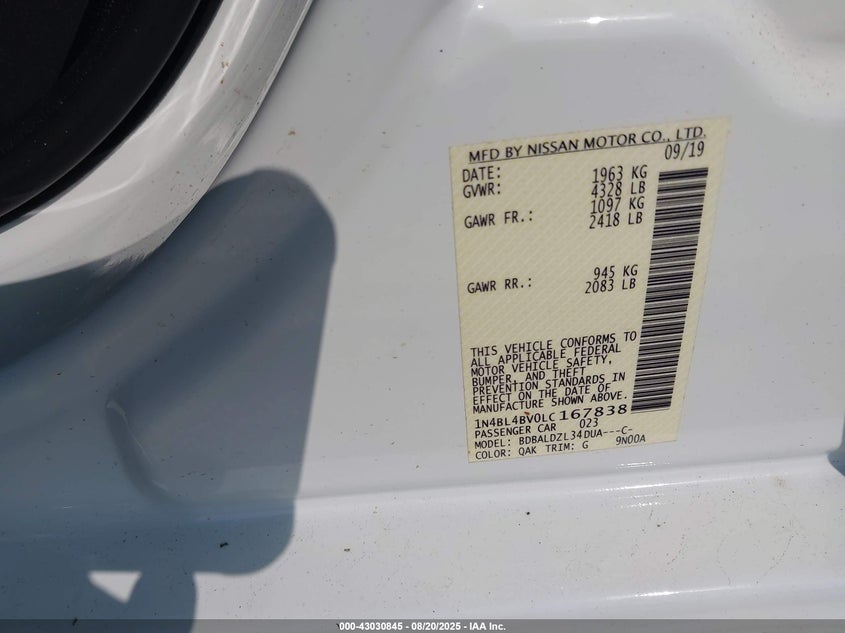 MFD BY NISSAN MOTOR CO., LTD.
DATE: 09/19
GVWR: 1963 KG
4328 LB
GAWR FR.: 1097 KG
2418 LB
GAWR RR.: 945 KG
2083 LB
THIS VEHICLE CONFORMS TO
ALL APPLICABLE FEDERAL
MOTOR VEHICLE SAFETY,
BUMPER, AND THEFT
PREVENTION STANDARDS IN
EFFECT ON THE DATE OF
MANUFACTURE SHOWN ABOVE.
1N4BL4BV0LC167838
PASSENGER CAR 023
MODEL: BDBALDZL34DUA---C-
COLOR: QAK TRIM: G 9N00A
000-43030845 - 08/20/2025 - IAA Inc.